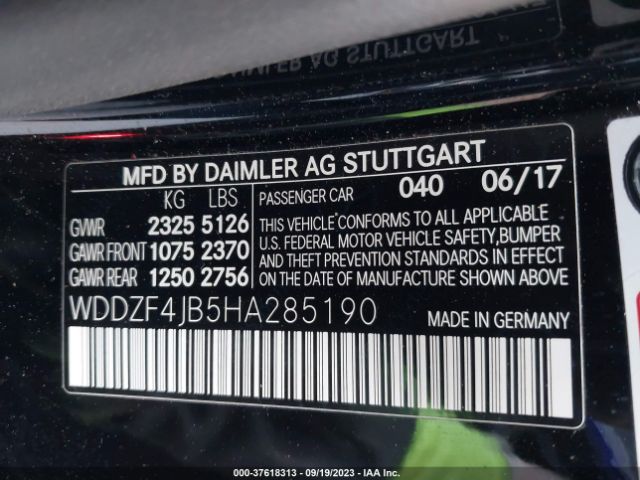 DAIMLER AG STUTTGART
MFD BY DAIMLER AG STUTTGART
KG LBS PASSENGER CAR 040 06/17
GVWR 2325 5126
GAWR FRONT 1075 2370
GAWR REAR 1250 2756
THIS VEHICLE CONFORMS TO ALL APPLICABLE
U.S. FEDERAL MOTOR VEHICLE SAFETY, BUMPER
AND THEFT PREVENTION STANDARDS IN EFFECT
ON THE DATE OF MANUFACTURE SHOWN ABOVE.
WDDZF4JB5HA285190 MADE IN GERMANY
000-37618313 - 09/19/2023 - IAA Inc.